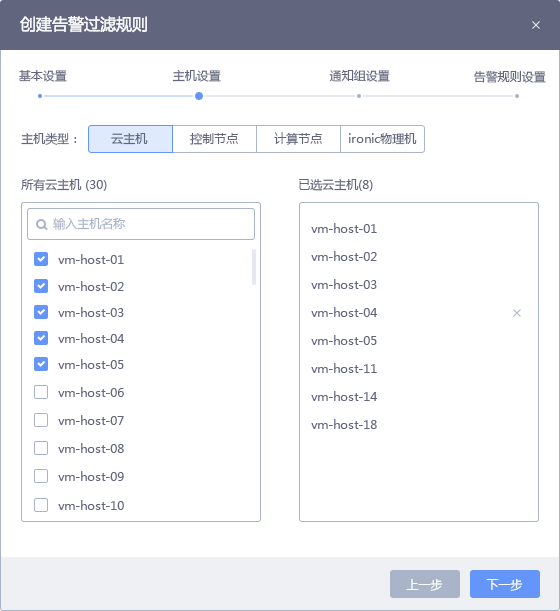 创建告警过滤规则
基本设置 主机设置 通知组设置 告警规则设置
主机类型： 云主机 控制节点 计算节点 ironic物理机
所有云主机 (30)
输入主机名称
vm-host-01
vm-host-02
vm-host-03
vm-host-04
vm-host-05
vm-host-06
vm-host-07
vm-host-08
vm-host-09
vm-host-10
已选云主机(8)
vm-host-01
vm-host-02
vm-host-03
vm-host-04
vm-host-05
vm-host-11
vm-host-14
vm-host-18
上一步 下一步